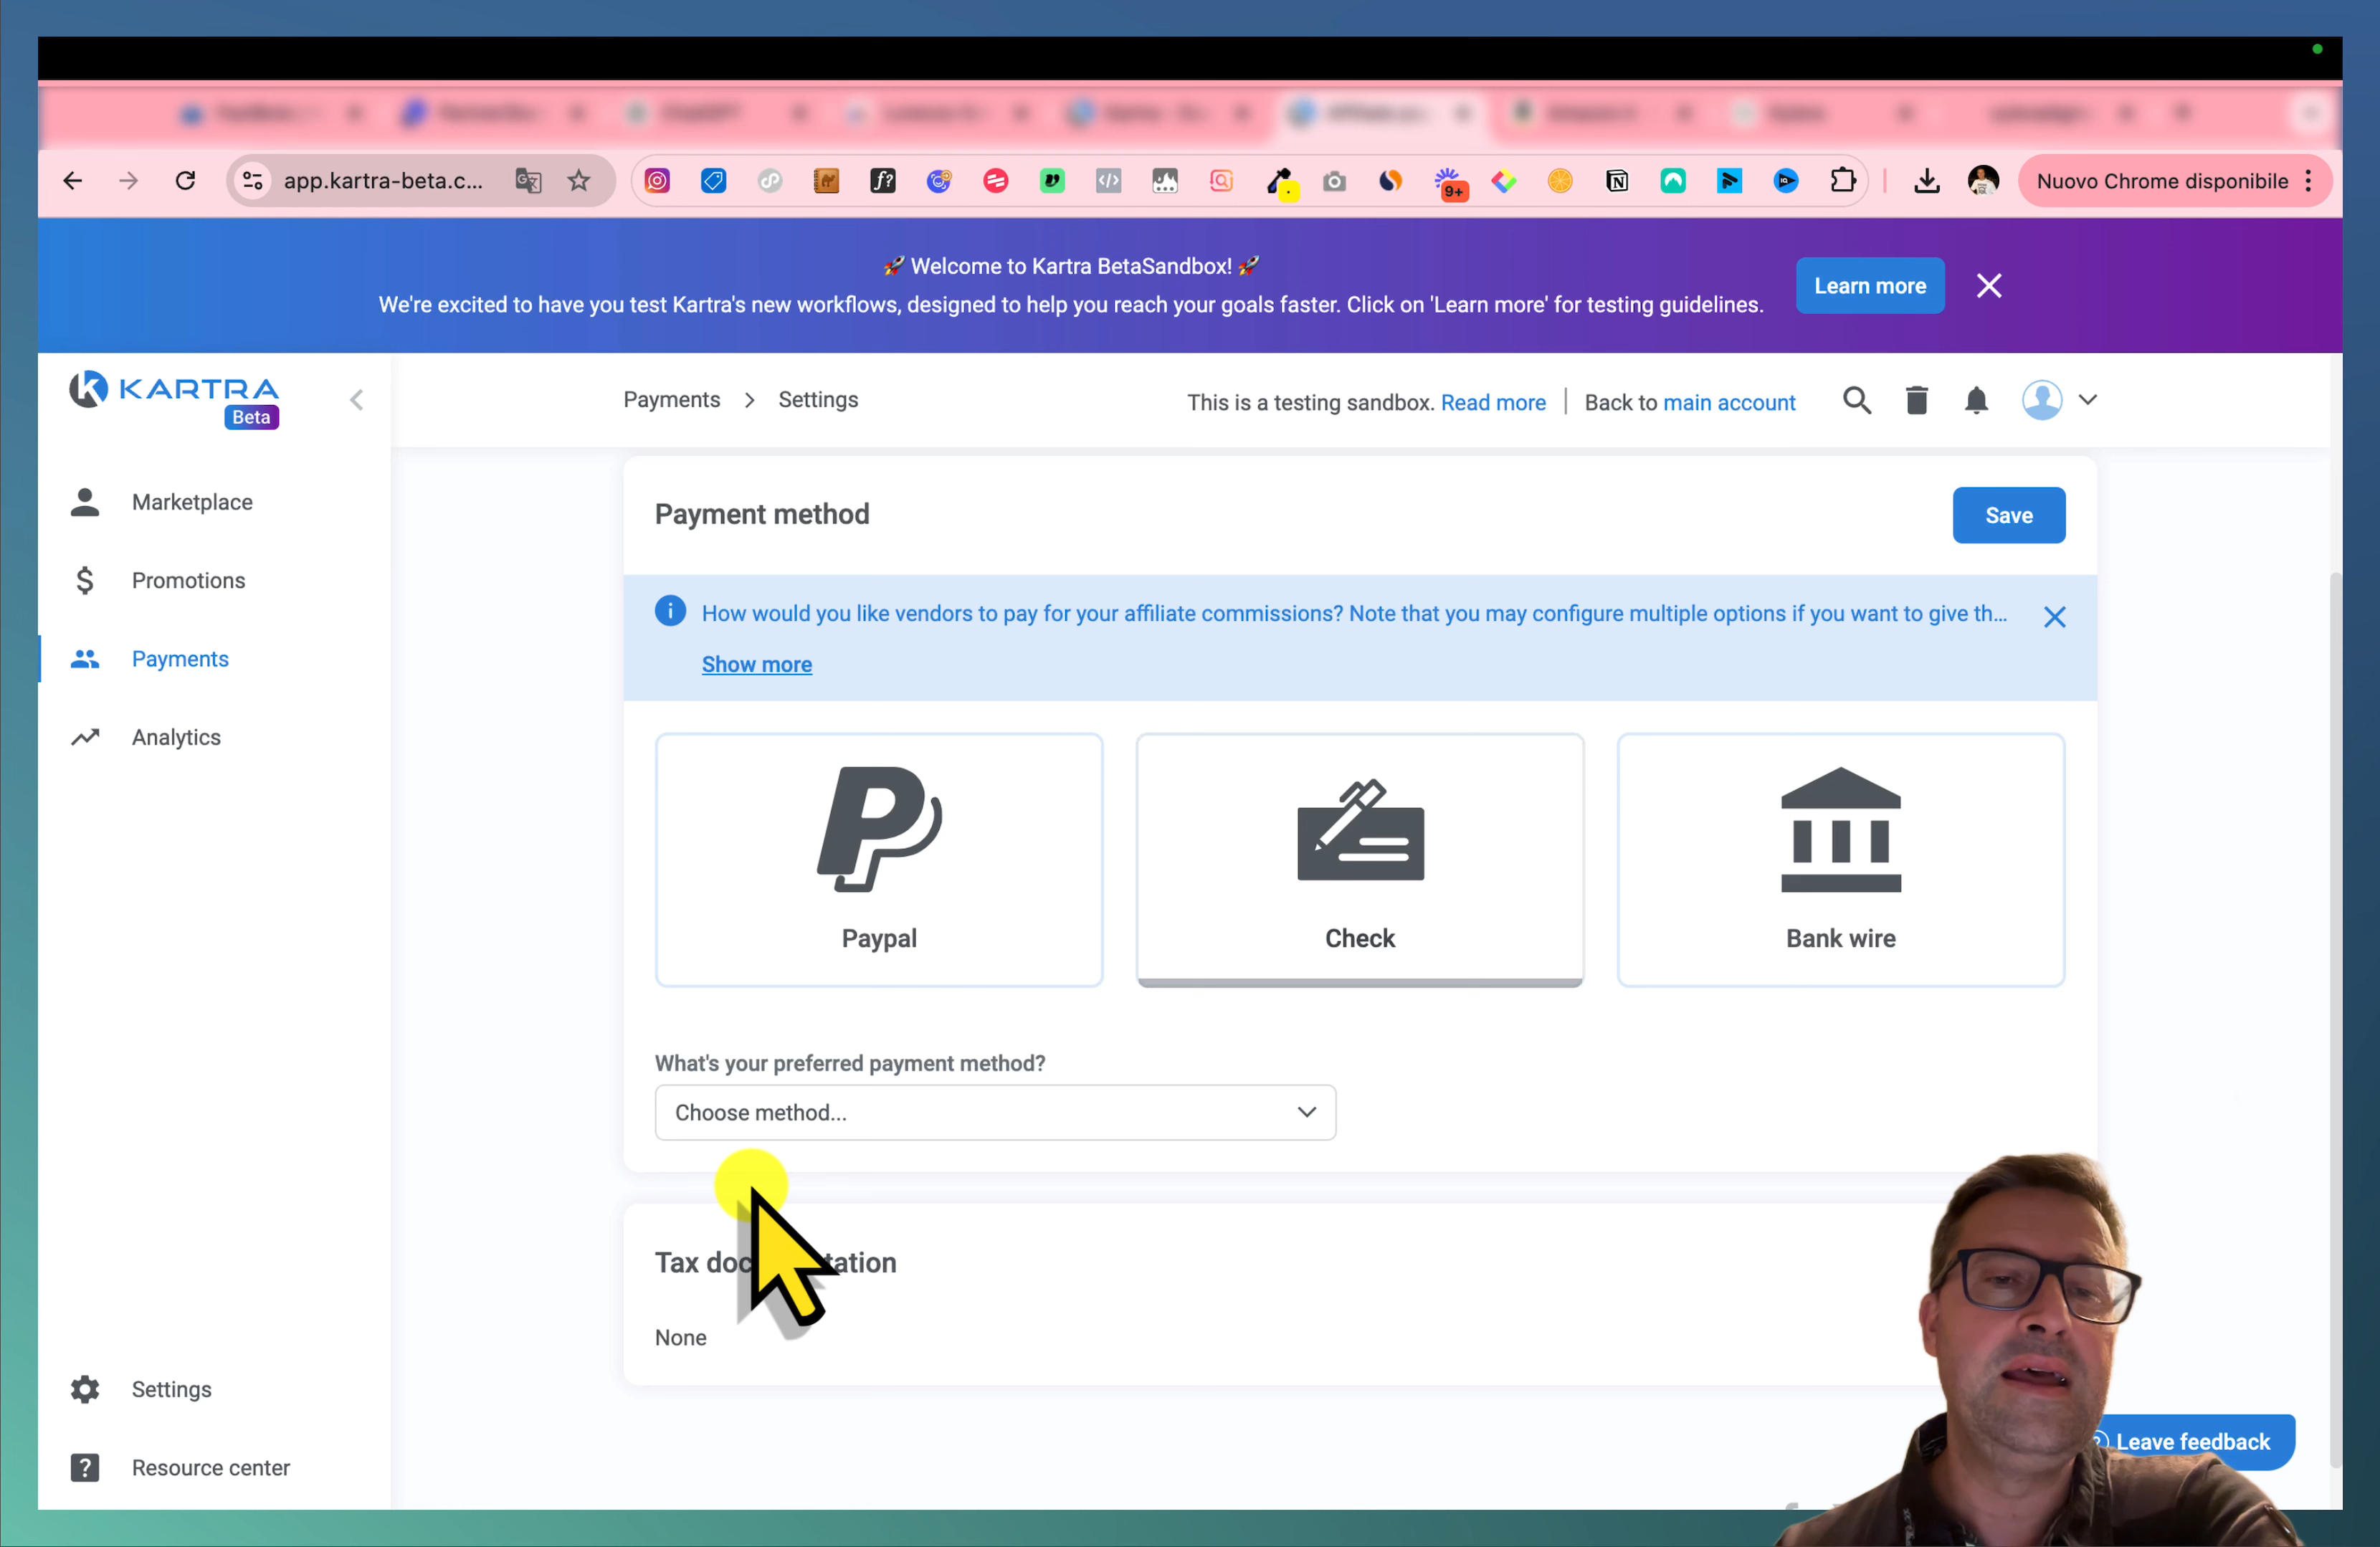 app.kartra-beta.c...
9+
Nuovo Chrome disponibile
🚀 Welcome to Kartra BetaSandbox! 🚀
We're excited to have you test Kartra's new workflows, designed to help you reach your goals faster. Click on 'Learn more' for testing guidelines.
Learn more
KARTRA
Beta
Payments > Settings
This is a testing sandbox. Read more | Back to main account
Marketplace
Promotions
Payments
Analytics
Payment method
Save
How would you like vendors to pay for your affiliate commissions? Note that you may configure multiple options if you want to give th...
Show more
Paypal
Check
Bank wire
What's your preferred payment method?
Choose method...
Tax
None
Settings
Resource center
Leave feedback